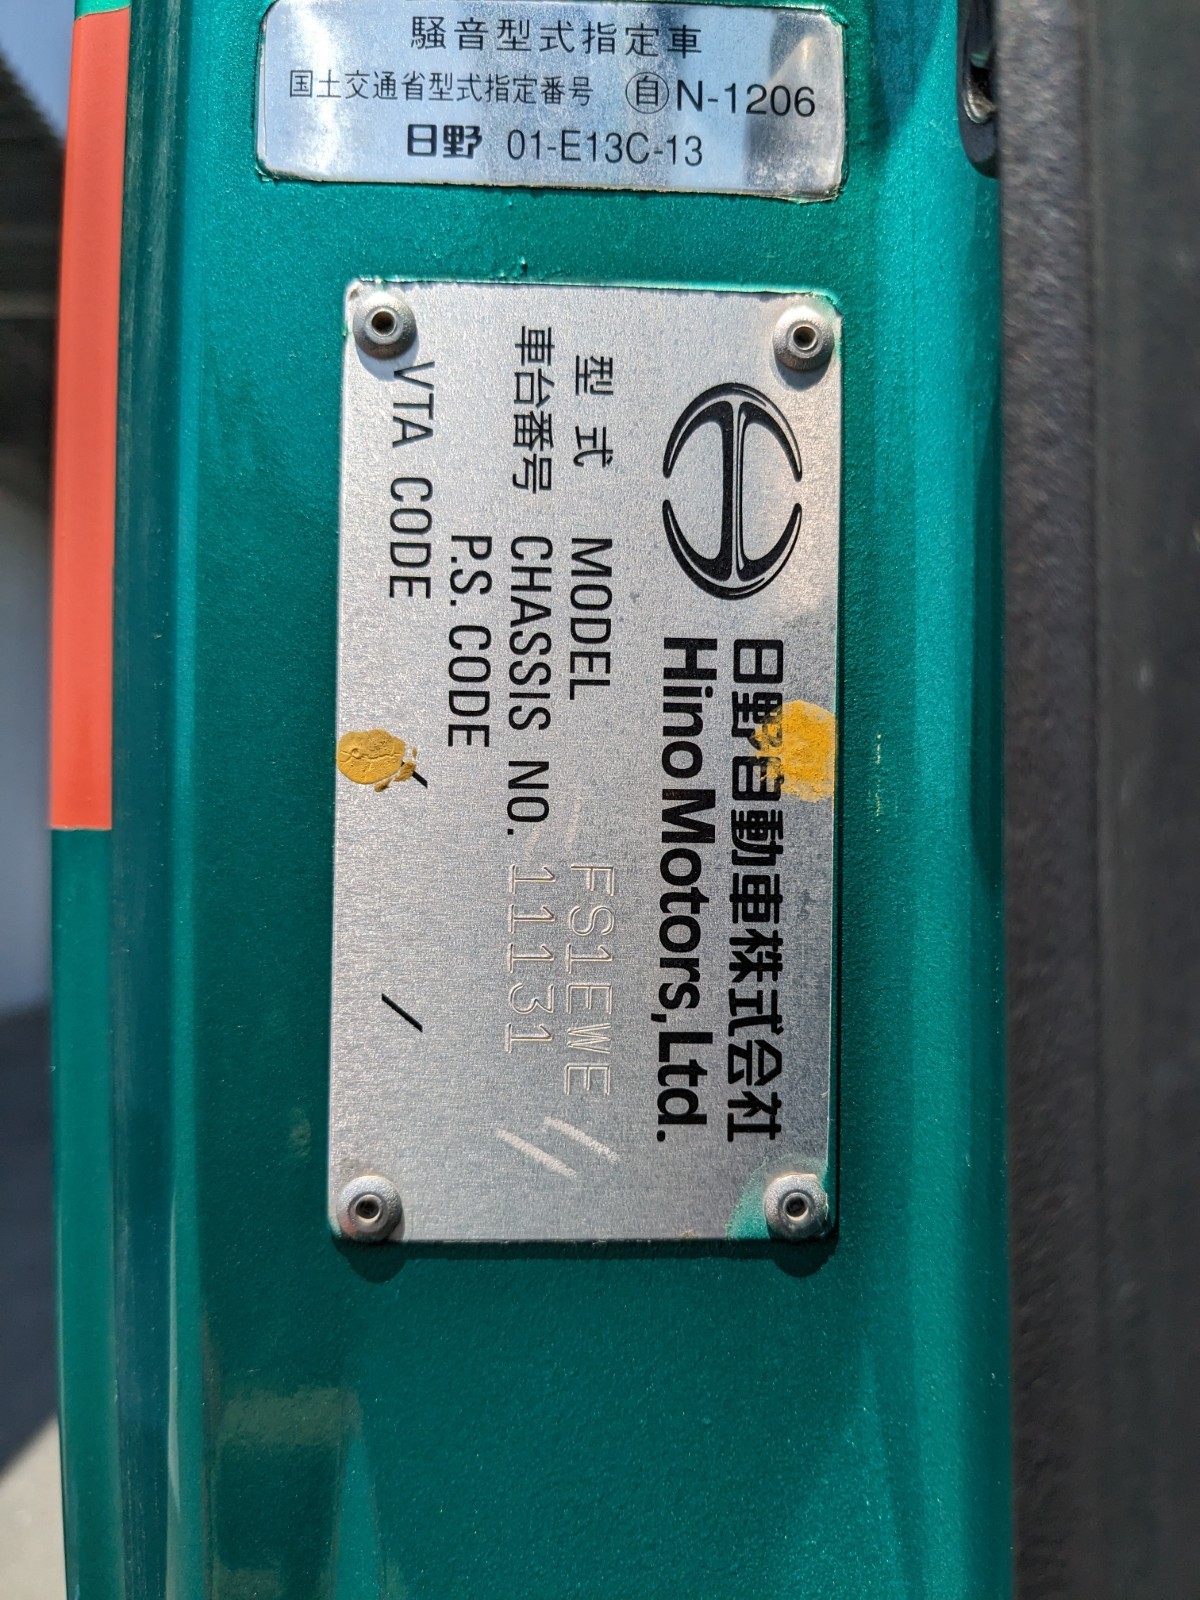 騒音型式指定車
国土交通省型式指定番号 自N-1206
日野 01-E13C-13
日野自動車株式会社
Hino Motors, Ltd.
型式 MODEL FS1EWE
車台番号 CHASSIS NO. 11131
P.S. CODE
VTA CODE / /